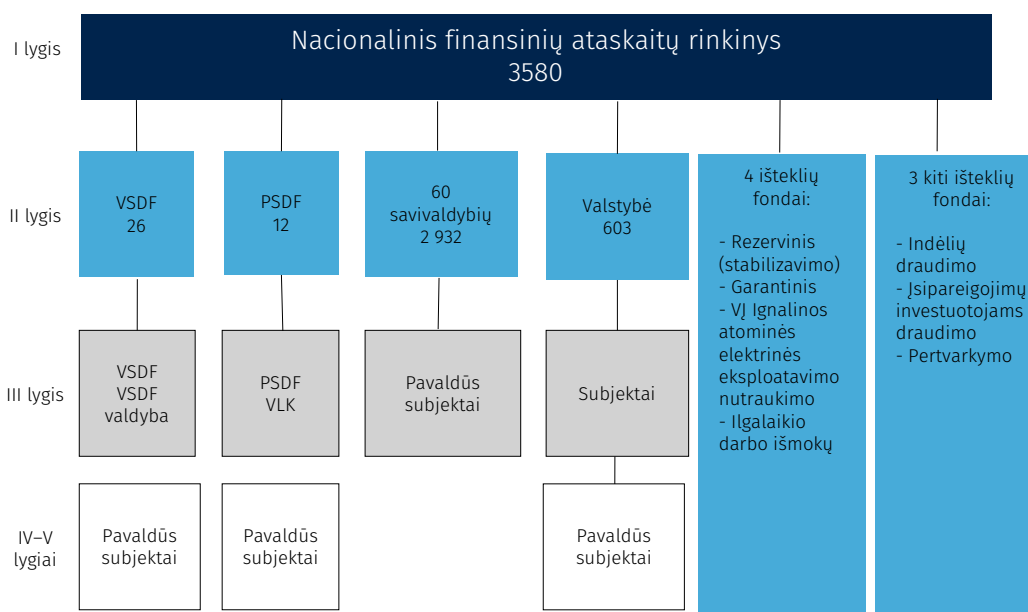 I lygis
Nacionalinis finansinių ataskaitų rinkinys
3580
II lygis
VSDF
26
PSDF
12
60
savivaldybių
2 932
Valstybė
603
4 išteklių
fondai:
- Rezervinis
(stabilizavimo)
- Garantinis
- VĮ Ignalinos
atominės
elektrinės
eksploatavimo
nutraukimo
- Ilgalaikio
darbo išmokų
3 kiti išteklių
fondai:
- Indėlių
draudimo
- Įsipareigojimų
investuotojams
draudimo
- Pertvarkymo
III lygis
VSDF
VSDF
valdyba
PSDF
VLK
Pavaldūs
subjektai
Subjektai
IV–V
lygiai
Pavaldūs
subjektai
Pavaldūs
subjektai
Pavaldūs
subjektai